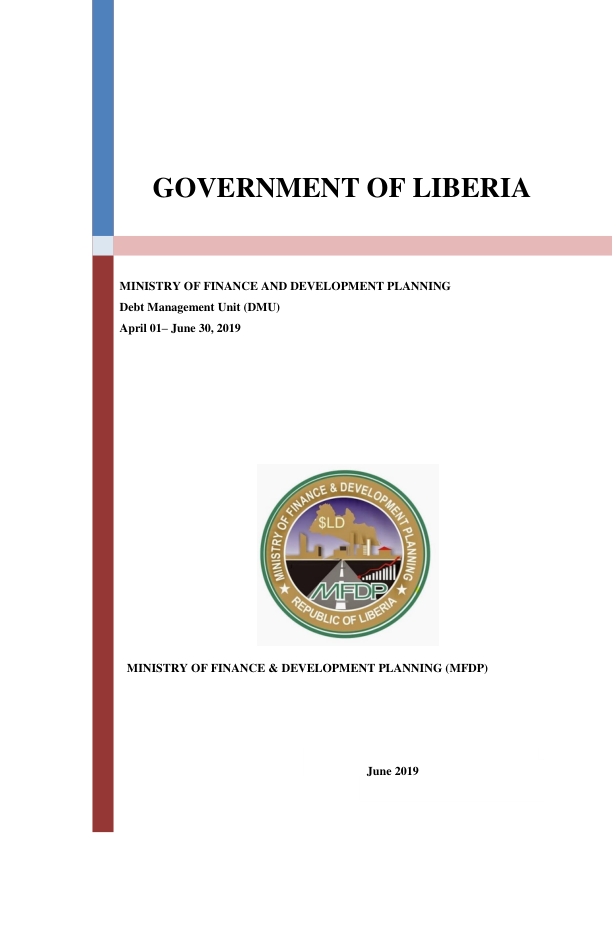 GOVERNMENT OF LIBERIA
MINISTRY OF FINANCE AND DEVELOPMENT PLANNING
Debt Management Unit (DMU)
April 01– June 30, 2019
MINISTRY OF FINANCE & DEVELOPMENT PLANNING
$LD
MFDP
REPUBLIC OF LIBERIA
MINISTRY OF FINANCE & DEVELOPMENT PLANNING (MFDP)
June 2019